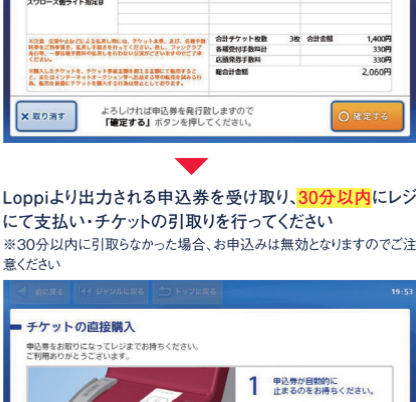 スワローズ側ライト指定席
合計チケット枚数 3枚 合計金額 1,400円
各種受付手数料計 330円
店頭発券手数料 330円
総合計金額 2,060円
× 取り消す
よろしければ申込券を発行致しますので
「確定する」ボタンを押してください。
○ 確定する
Loppiより出力される申込券を受け取り、30分以内にレジ
にて支払い・チケットの引取りを行ってください
※30分以内に引取らなかった場合、お申込みは無効となりますのでご注
意ください
前に戻る ジャンルに戻る トップに戻る 19:53
チケットの直接購入
申込券をお取りになってレジまでお持ちください。
ご利用ありがとうございます。
1 申込券が自動的に
止まるのをお待ちください。